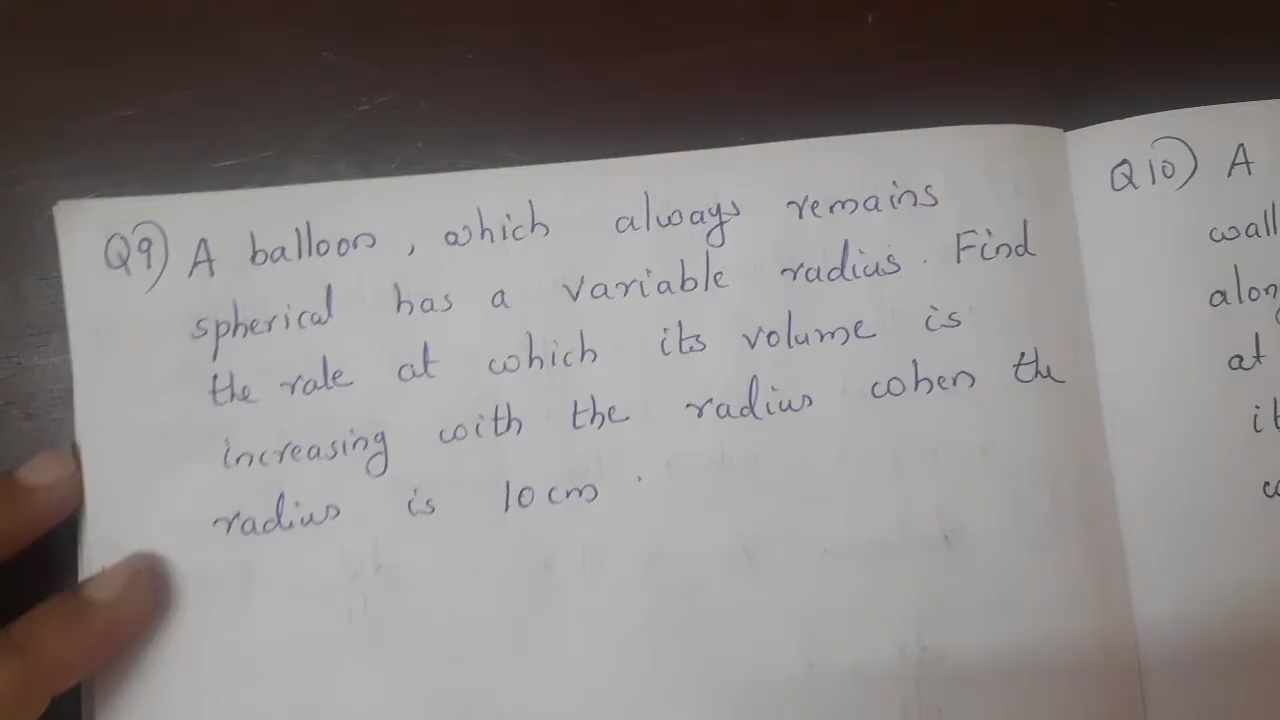 Q9) A balloon, which always remains
spherical has a variable radius. Find
the rate at which its volume is
increasing with the radius when the
radius is 10 cm.
Q10) A
wall
along
at